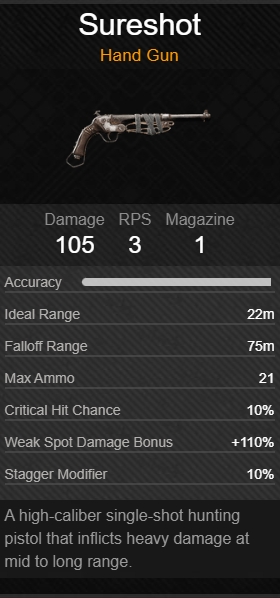 Sureshot
Hand Gun
Damage RPS Magazine
105 3 1
Accuracy
Ideal Range 22m
Falloff Range 75m
Max Ammo 21
Critical Hit Chance 10%
Weak Spot Damage Bonus +110%
Stagger Modifier 10%
A high-caliber single-shot hunting
pistol that inflicts heavy damage at
mid to long range.